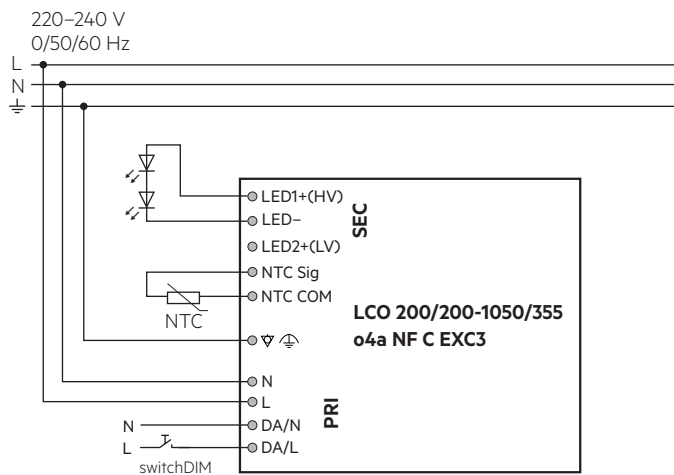 220–240 V
0/50/60 Hz
L
N
LED1+(HV)
LED–
LED2+(LV)
SEC
NTC Sig
NTC COM
NTC
LCO 200/200-1050/355
o4a NF C EXC3
N
L
PRI
N
DA/N
L
DA/L
switchDIM